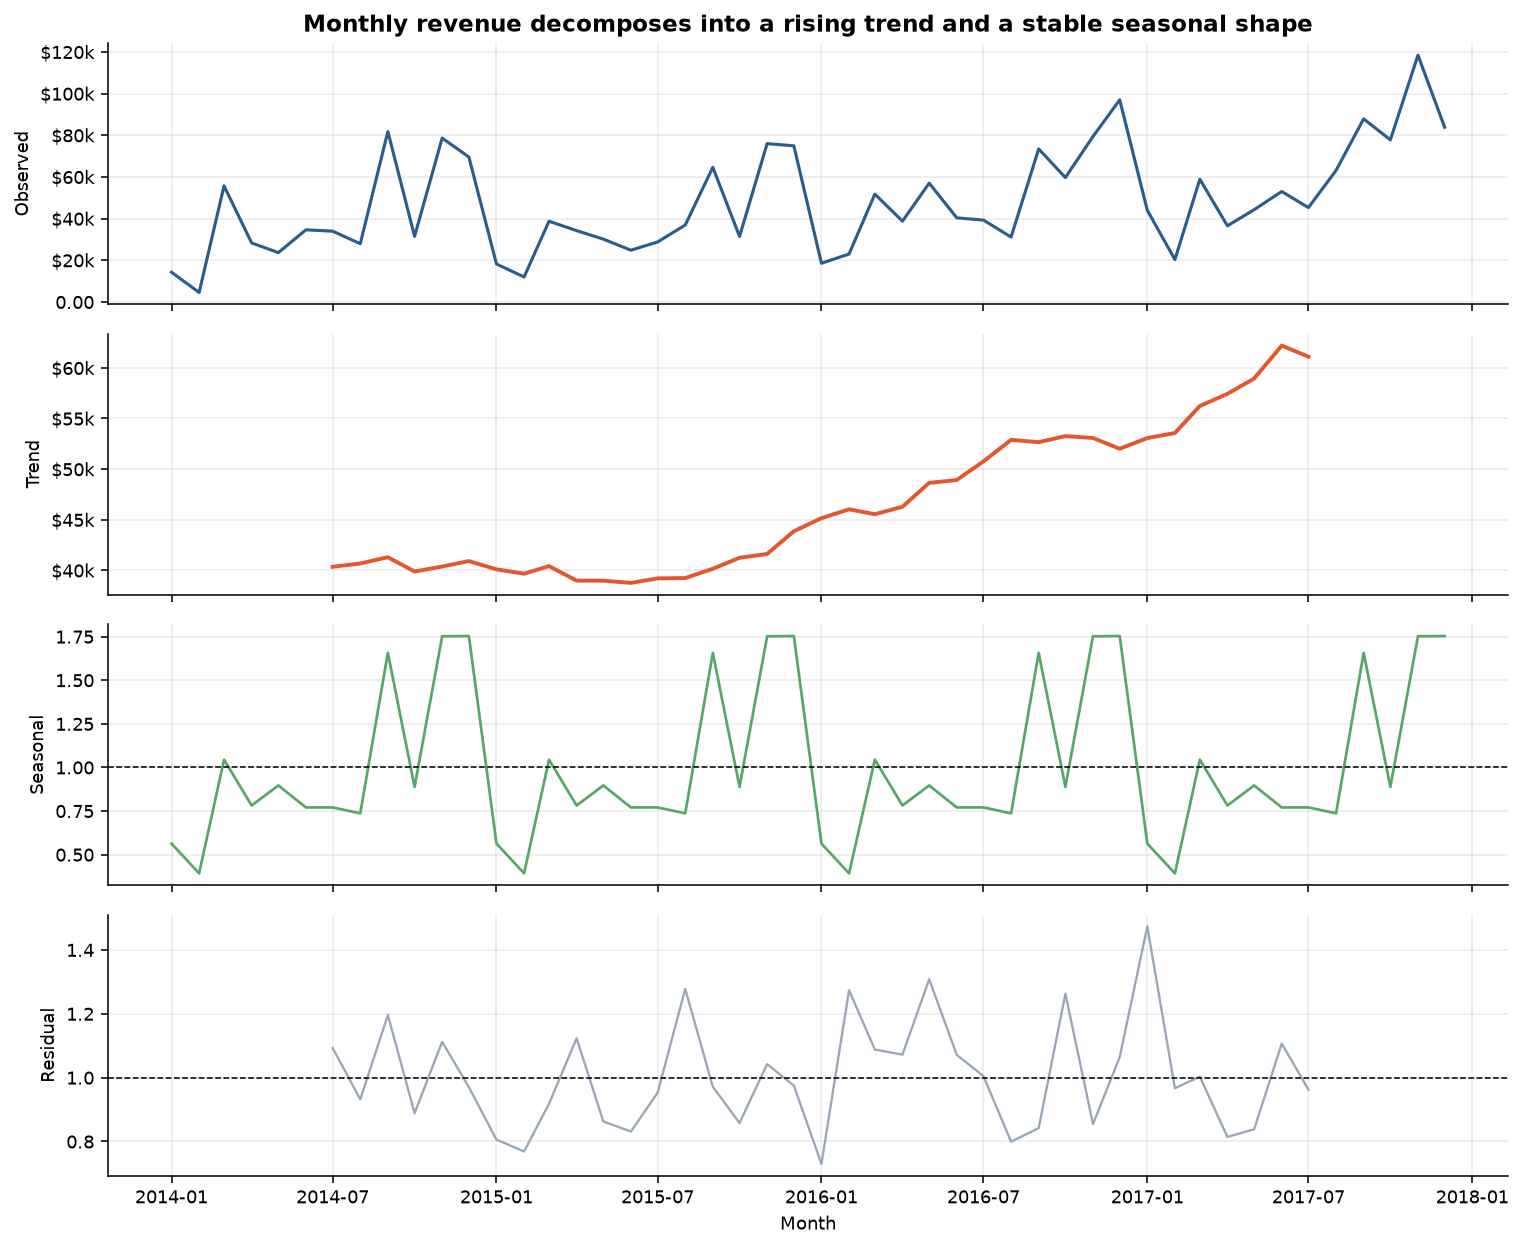 Monthly revenue decomposes into a rising trend and a stable seasonal shape
$120k
$100k
$80k
$60k
$40k
$20k
0.00
Observed
$60k
$55k
$50k
$45k
$40k
Trend
1.75
1.50
1.25
1.00
0.75
0.50
Seasonal
1.4
1.2
1.0
0.8
Residual
2014-01
2014-07
2015-01
2015-07
2016-01
2016-07
2017-01
2017-07
2018-01
Month